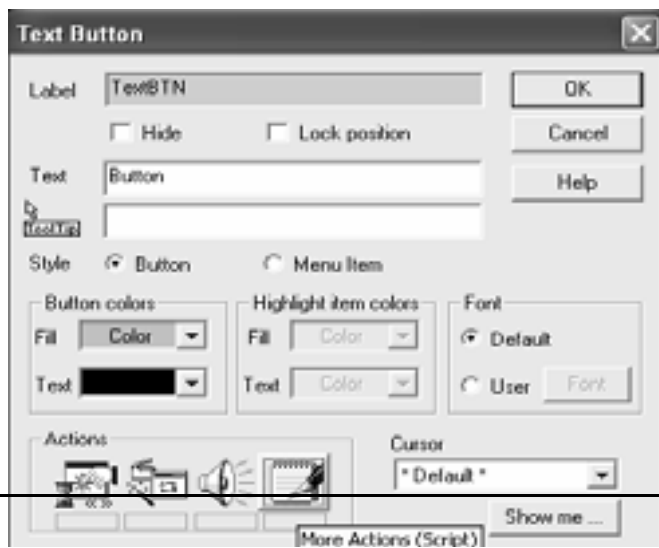 Text Button
Label TextBTN OK
Hide Lock position Cancel
Text Button Help
ToolTip
Style Button Menu Item
Button colors Highlight item colors Font
Fill Color Fill Color Default
Text Text Color User Font
Actions Cursor
* Default *
Show me ...
More Actions (Script)